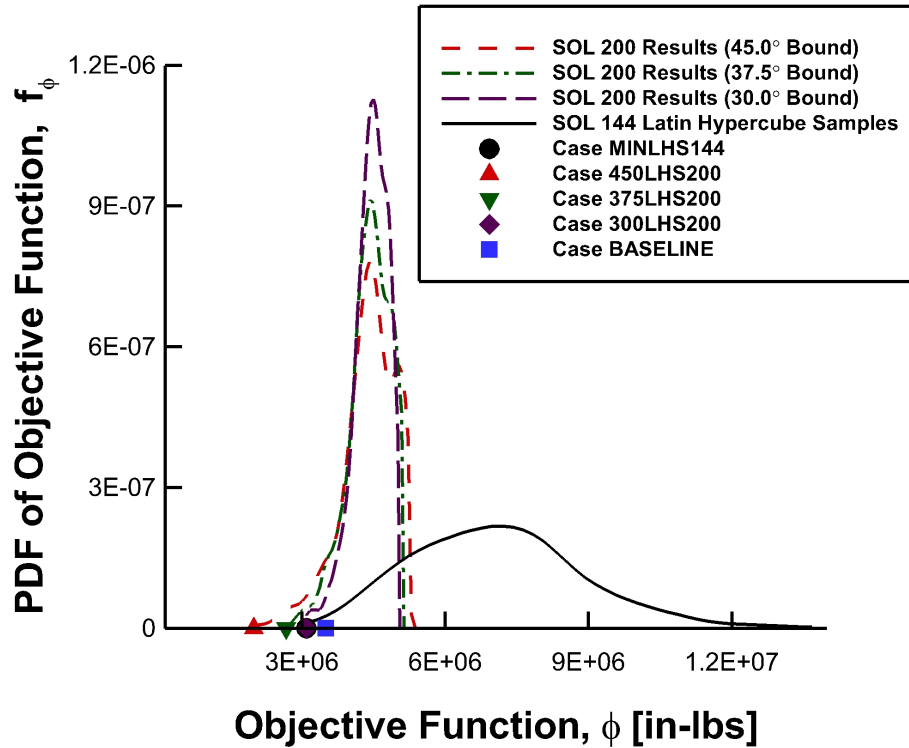 SOL 200 Results (45.0° Bound)
SOL 200 Results (37.5° Bound)
SOL 200 Results (30.0° Bound)
SOL 144 Latin Hypercube Samples
Case MINLHS144
Case 450LHS200
Case 375LHS200
Case 300LHS200
Case BASELINE
PDF of Objective Function, fϕ
1.2E-06
9E-07
6E-07
3E-07
0
3E+06
6E+06
9E+06
1.2E+07
Objective Function, ϕ [in-lbs]